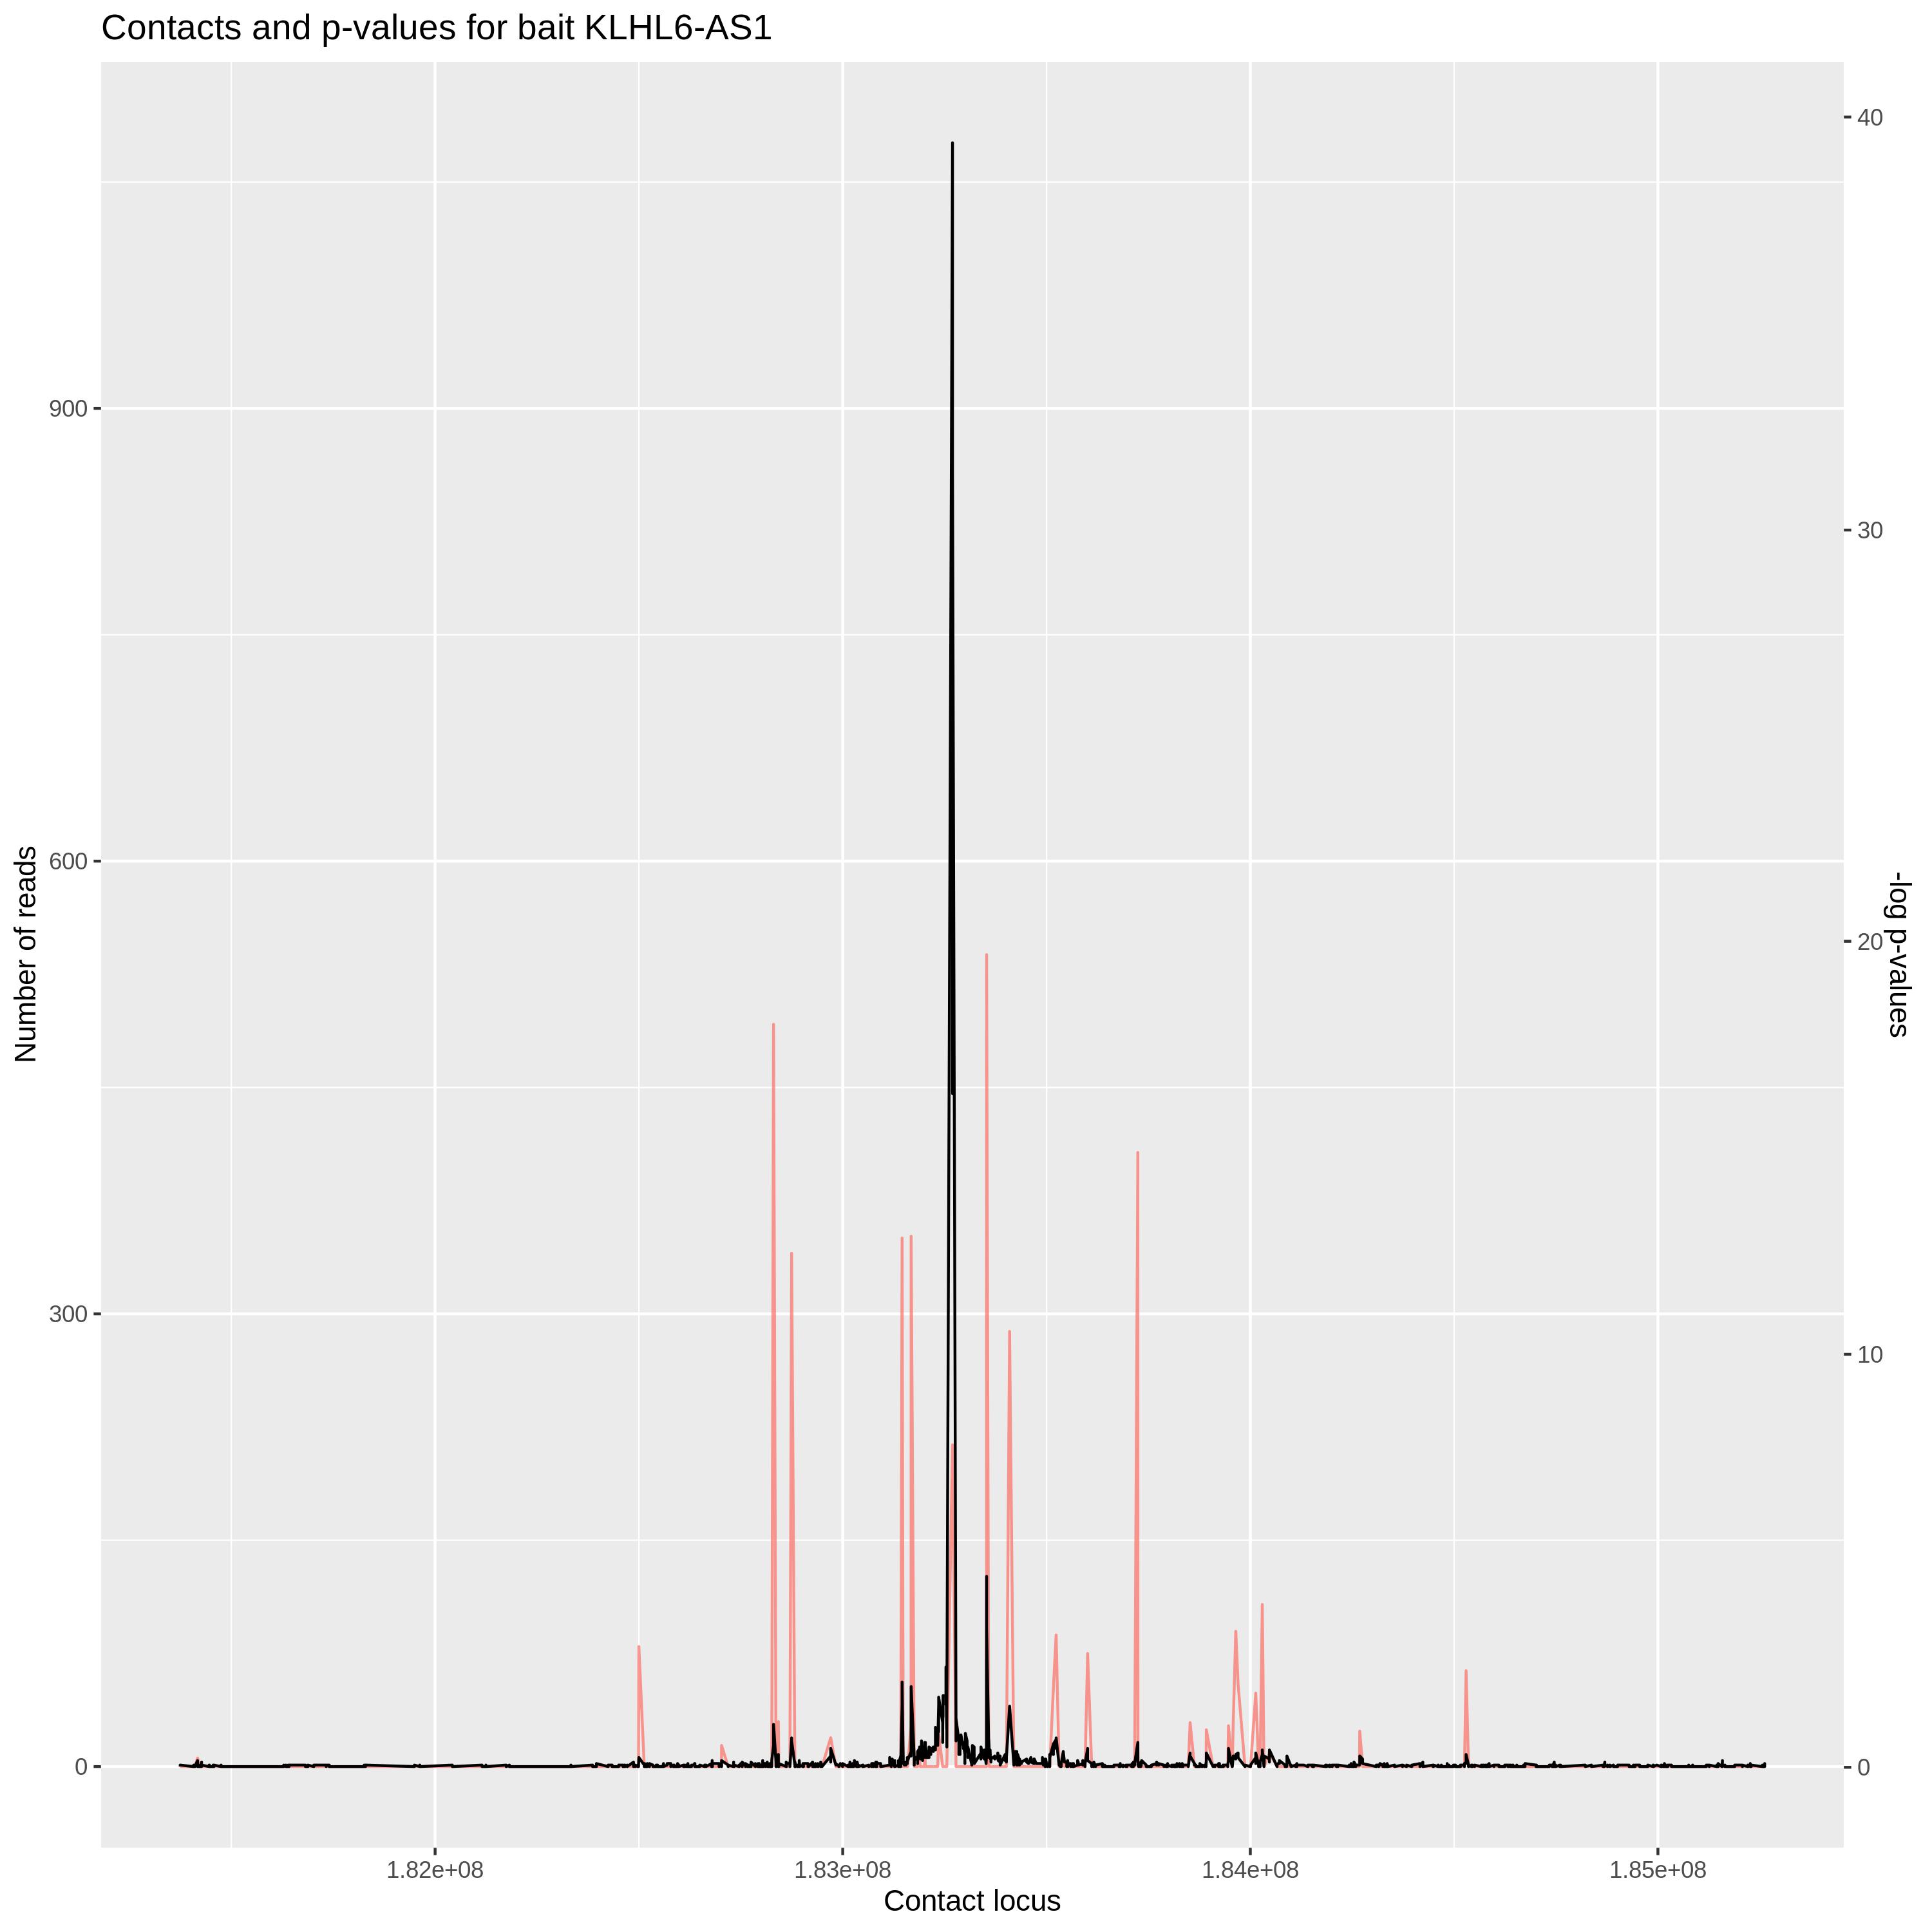 Contacts and p-values for bait KLHL6-AS1
40
900
30
600
20
Number of reads
-log p-values
300
10
0
0
1.82e+08
1.83e+08
1.84e+08
1.85e+08
Contact locus